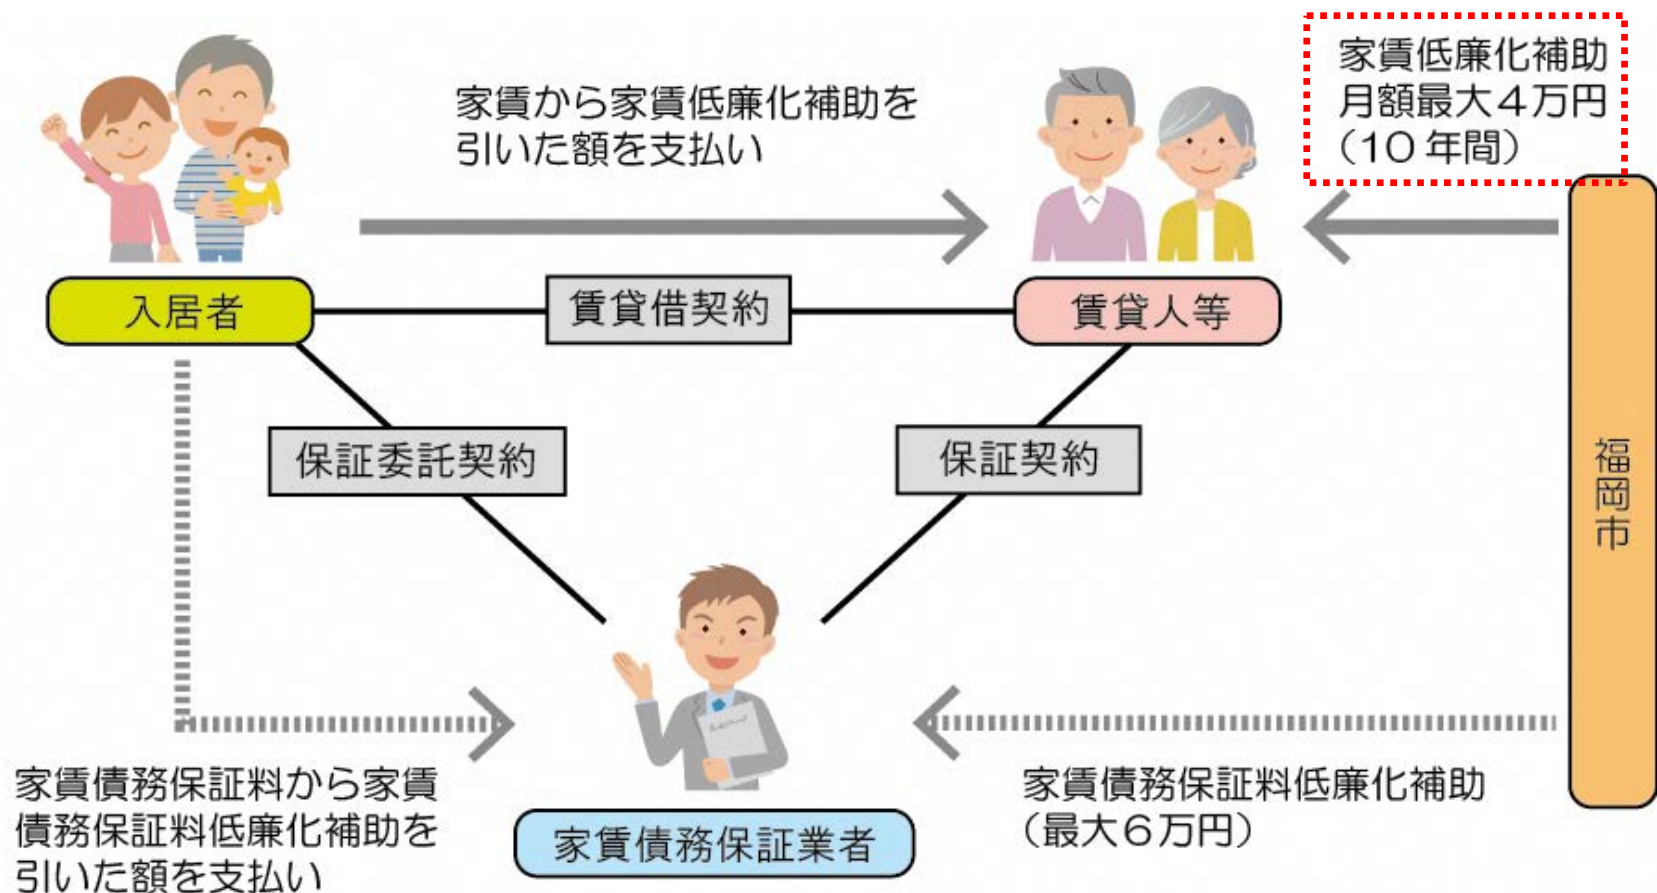 家賃から家賃低廉化補助を
引いた額を支払い
家賃低廉化補助
月額最大4万円
（10年間）
入居者
賃貸借契約
賃貸人等
保証委託契約
保証契約
福岡市
家賃債務保証料から家賃
債務保証料低廉化補助を
引いた額を支払い
家賃債務保証業者
家賃債務保証料低廉化補助
（最大6万円）